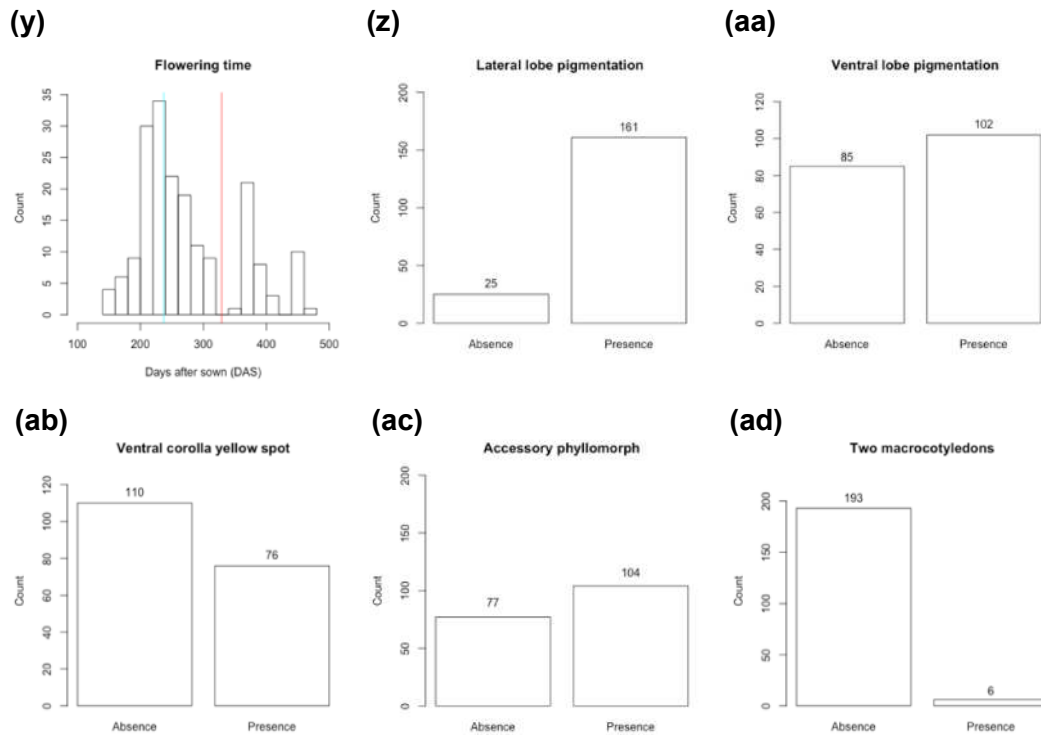 (y)
Flowering time
35
30
25
20
15
10
5
0
Count
100 200 300 400 500
Days after sown (DAS)
(z)
Lateral lobe pigmentation
200
150
100
50
0
Count
25
161
Absence Presence
(aa)
Ventral lobe pigmentation
120
100
80
60
40
20
0
Count
85
102
Absence Presence
(ab)
Ventral corolla yellow spot
120
100
80
60
40
20
0
Count
110
76
Absence Presence
(ac)
Accessory phyllomorph
200
150
100
50
0
Count
77
104
Absence Presence
(ad)
Two macrocotyledons
200
150
100
50
0
Count
193
6
Absence Presence